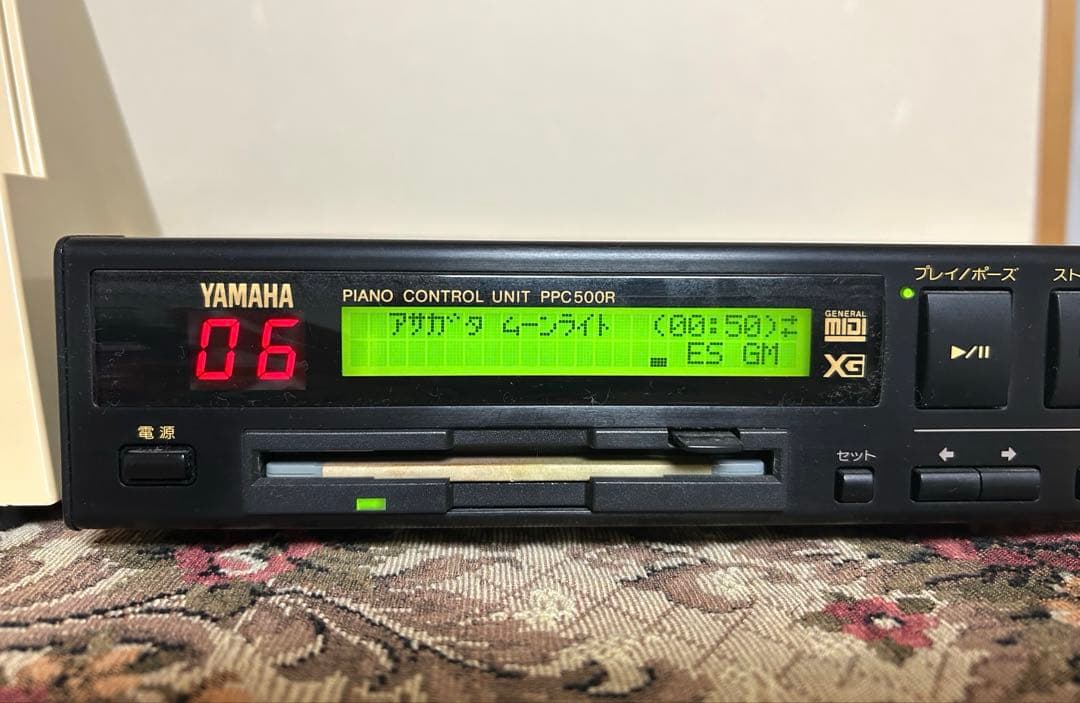 YAMAHA
PIANO CONTROL UNIT PPC500R
06
アサガタ ムーンライト (00:50)⇄
ES GM
GENERAL
MIDI
XG
プレイ/ポーズ
▶/II
電源
セット
← →